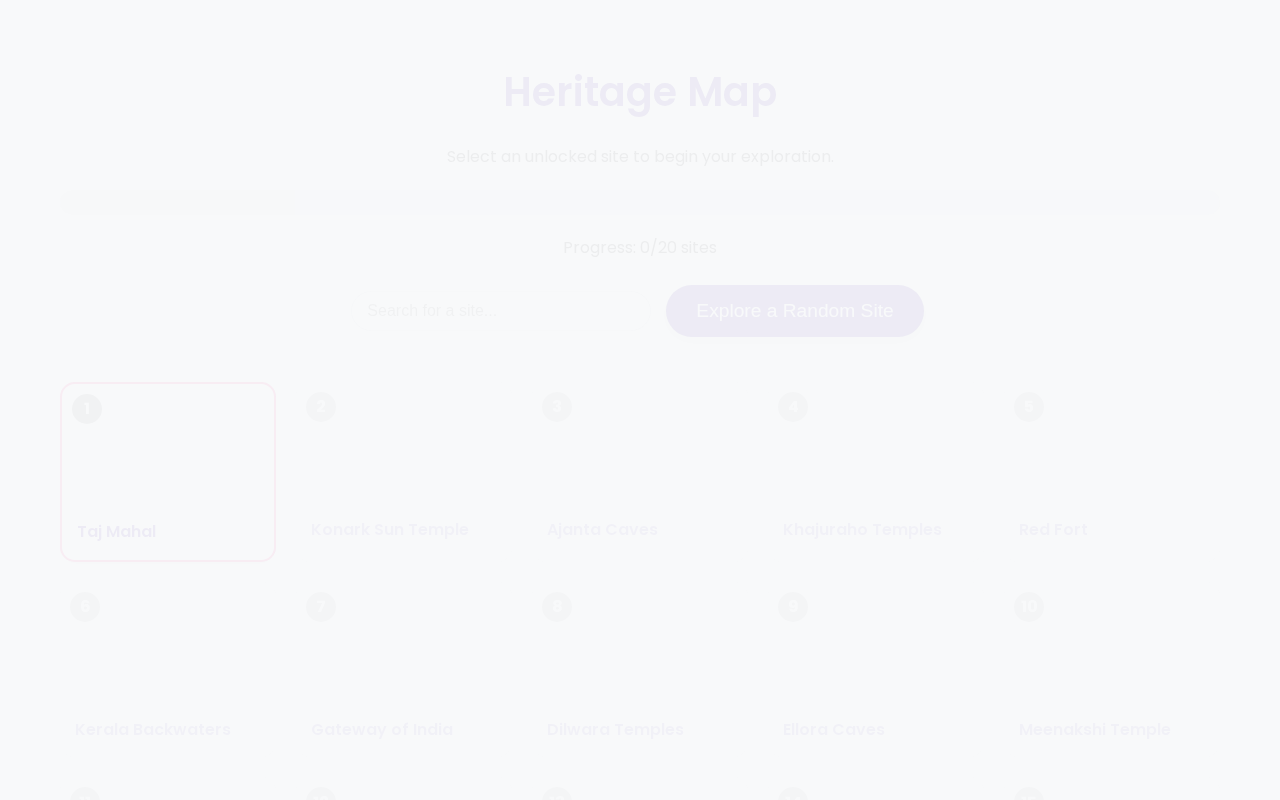 Heritage Map
Select an unlocked site to begin your exploration.
Progress: 0/20 sites
Search for a site...
Explore a Random Site
1
2
3
4
5
Taj Mahal
Konark Sun Temple
Ajanta Caves
Khajuraho Temples
Red Fort
6
7
8
9
10
Kerala Backwaters
Gateway of India
Dilwara Temples
Ellora Caves
Meenakshi Temple